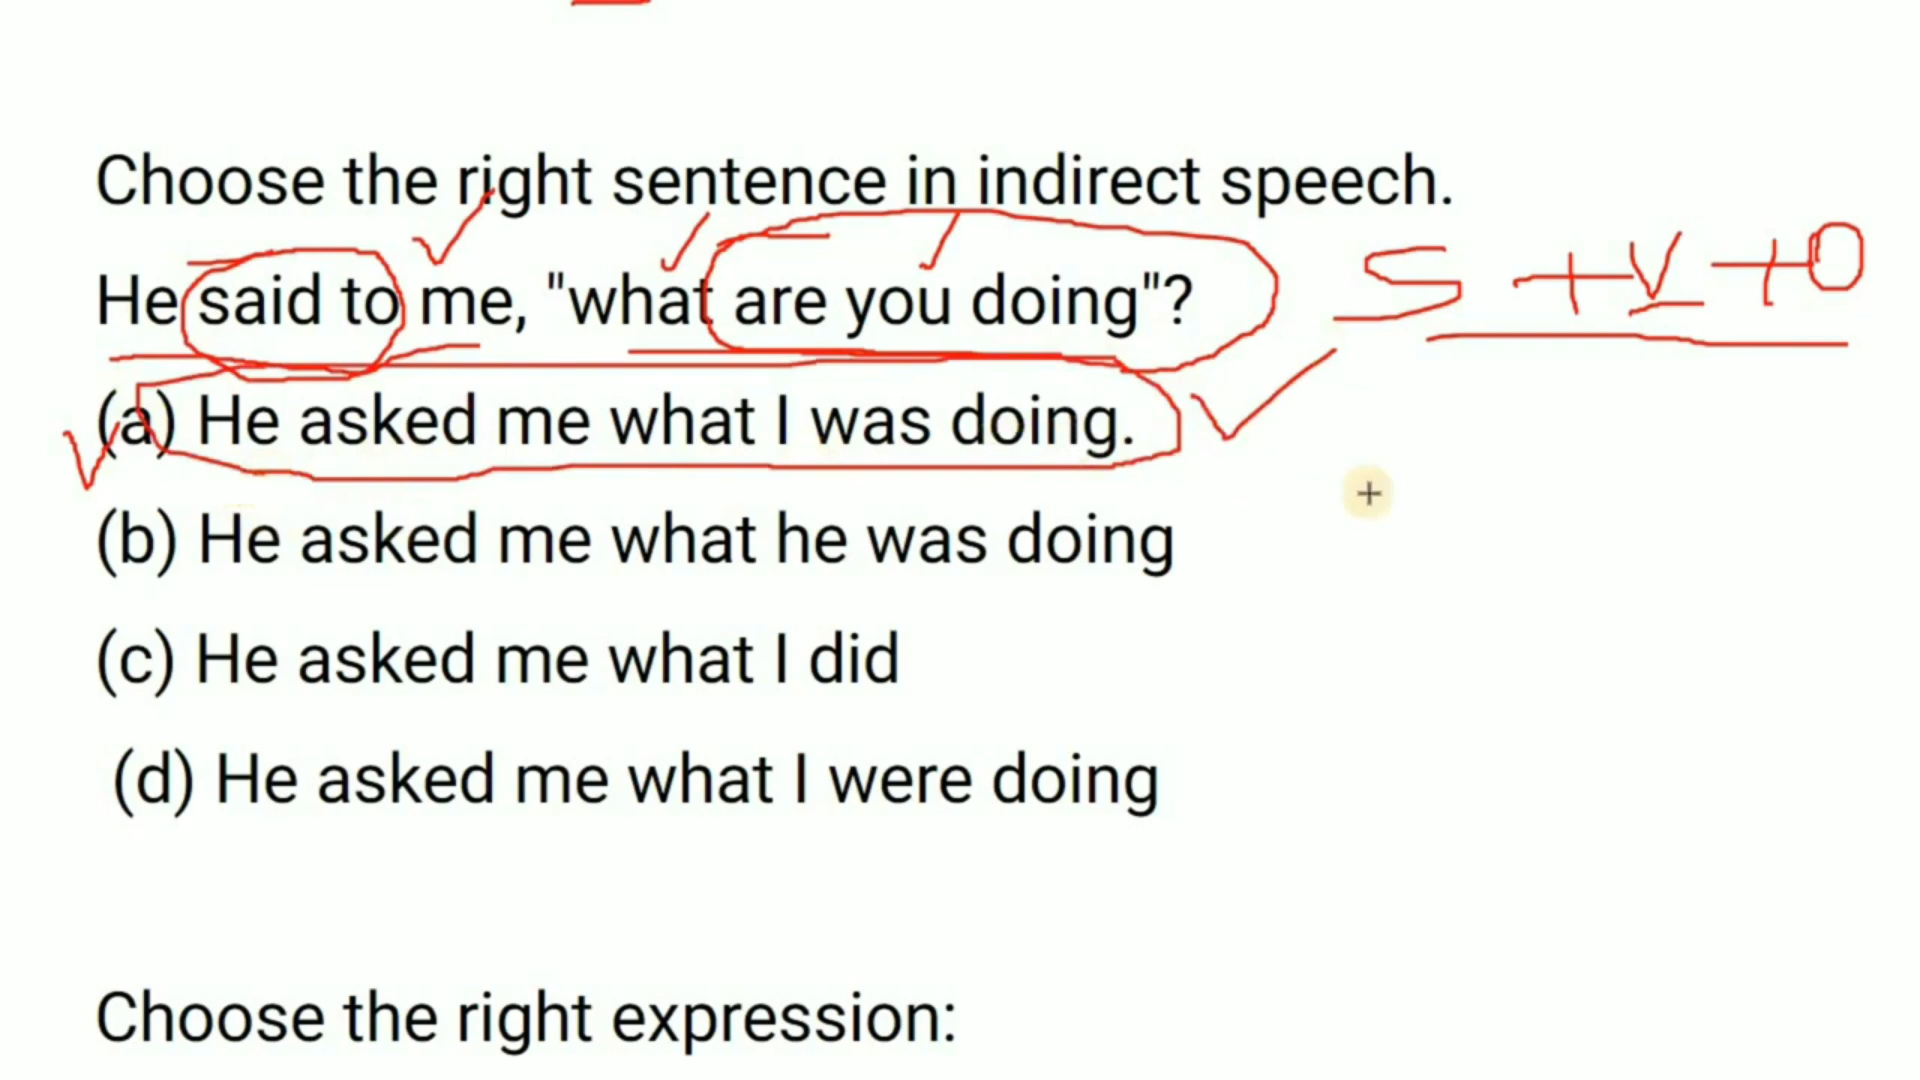 Choose the right sentence in indirect speech.
He said to me, "what are you doing"?
S + V + O
(a) He asked me what I was doing.
(b) He asked me what he was doing
(c) He asked me what I did
(d) He asked me what I were doing
Choose the right expression: